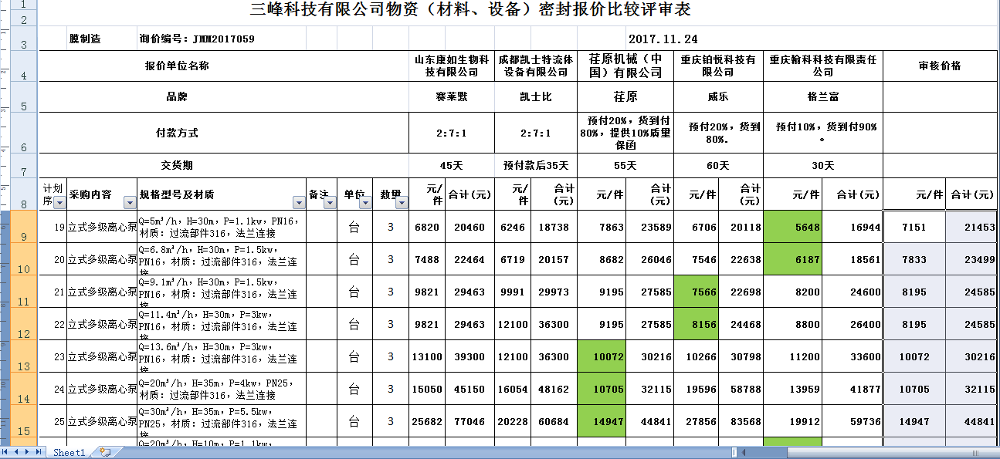 三峰科技有限公司物资（材料、设备）密封报价比较评审表
膜制造 询价编号：JMM2017059 2017.11.24
报价单位名称 山东康如生物科技有限公司 成都凯士特流体设备有限公司 荏原机械（中国）有限公司 重庆铂悦科技有限公司 重庆翰科科技有限责任公司 审核价格
品牌 赛莱默 凯士比 荏原 威乐 格兰富
付款方式 2:7:1 2:7:1 预付20%，货到付80%，提供10%质量保函 预付20%，货到80%. 预付10%，货到付90%。
交货期 45天 预付款后35天 55天 60天 30天
计划序 采购内容 规格型号及材质 备注 单位 数量 元/件 合计(元) 元/件 合计(元) 元/件 合计(元) 元/件 合计(元) 元/件 合计(元) 元/件 合计(元)
19 立式多级离心泵 Q=5m³/h，H=30m，P=1.1kw，PN16，材质：过流部件316，法兰连接 台 3 6820 20460 6246 18738 7863 23589 6706 20118 5648 16944 7151 21453
20 立式多级离心泵 Q=6.8m³/h，H=30m，P=1.5kw，PN16，材质：过流部件316，法兰连接 台 3 7488 22464 6719 20157 8682 26046 7546 22638 6187 18561 7833 23499
21 立式多级离心泵 Q=9.1m³/h，H=30m，P=1.5kw，PN16，材质：过流部件316，法兰连接 台 3 9821 29463 9991 29973 9195 27585 7566 22698 8200 24600 8195 24585
22 立式多级离心泵 Q=11.4m³/h，H=30m，P=3kw，PN16，材质：过流部件316，法兰连接 台 3 9821 29463 12100 36300 9195 27585 8156 24468 8800 26400 8195 24585
23 立式多级离心泵 Q=13.6m³/h，H=30m，P=3kw，PN16，材质：过流部件316，法兰连接 台 3 13100 39300 12100 36300 10072 30216 10266 30798 11200 33600 10072 30216
24 立式多级离心泵 Q=20m³/h，H=35m，P=4kw，PN25，材质：过流部件316，法兰连接 台 3 15050 45150 16054 48162 10705 32115 19596 58788 13959 41877 10705 32115
25 立式多级离心泵 Q=30m³/h，H=35m，P=5.5kw，PN25，材质：过流部件316，法兰连接 台 3 25682 77046 20228 60684 14947 44841 27856 83568 19912 59736 14947 44841
Q=20m³/h，H=10m，P=1.1kw，
1
2
3
4
5
6
7
8
9
10
11
12
13
14
15
Sheet1